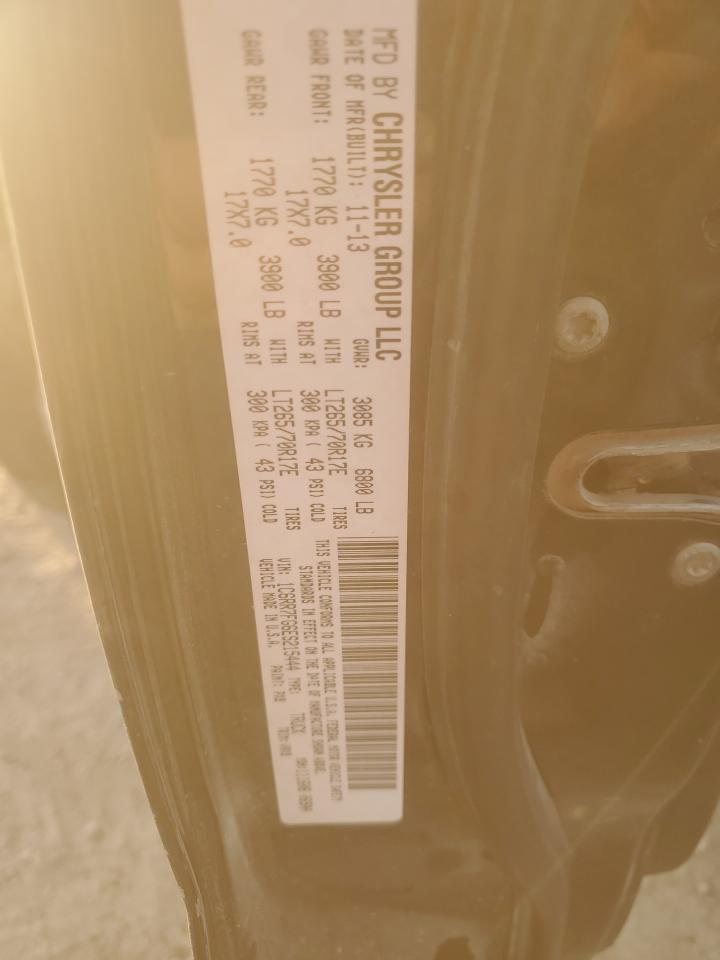 MFD BY CHRYSLER GROUP LLC
DATE OF MFR(BUILT): 11-13 GVWR: 3085 KG 6800 LB
GAWR FRONT: 1770 KG 3900 LB WITH LT265/70R17E TIRES
17X7.0 RIMS AT 300 KPA ( 43 PSI) COLD
GAWR REAR: 1770 KG 3900 LB WITH LT265/70R17E TIRES
17X7.0 RIMS AT 300 KPA ( 43 PSI) COLD
THIS VEHICLE CONFORMS TO ALL APPLICABLE U.S.A. FEDERAL MOTOR VEHICLE SAFETY
STANDARDS IN EFFECT ON THE DATE OF MANUFACTURE SHOWN ABOVE.
VIN: 1C6RR7FG6ES215444 TYPE: TRUCK
VEHICLE MADE IN U.S.A. PAINT: TRIM: